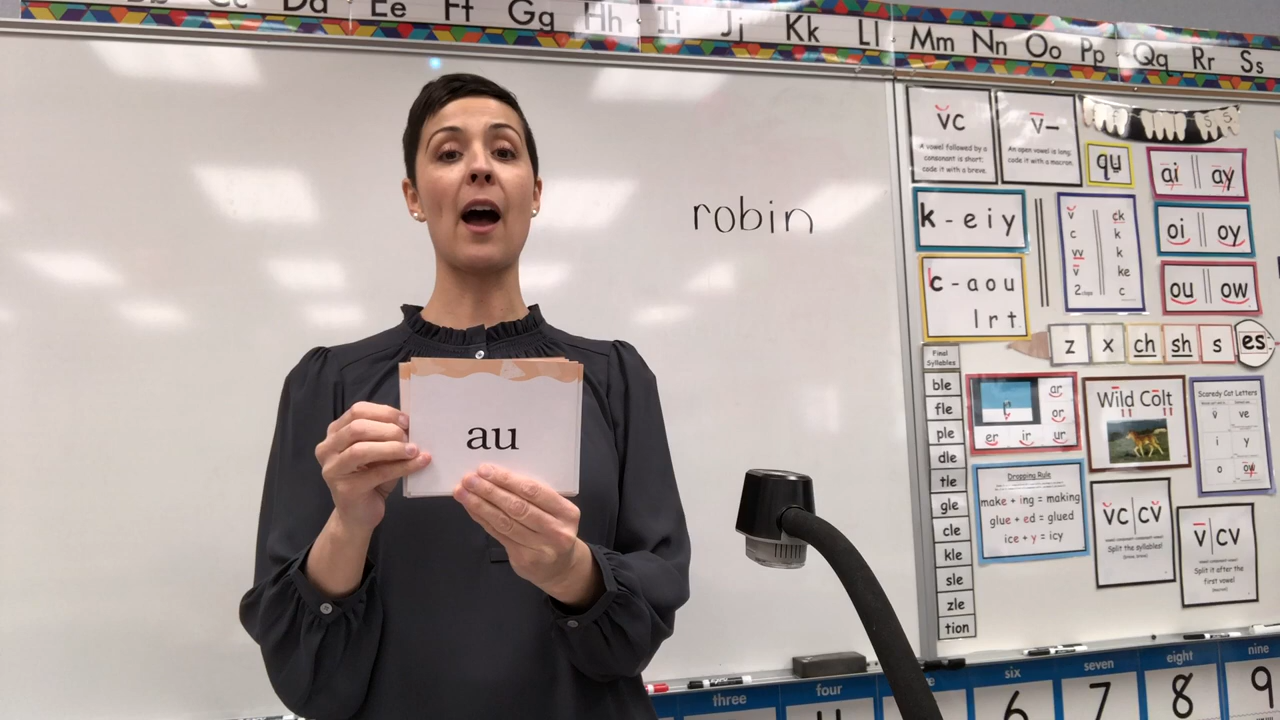 Bb Cc Dd Ee Ff Gg Hh Ii Jj Kk Ll Mm Nn Oo Pp Qq Rr Ss
robin
au
v̆c
A vowel followed by a
consonant is short;
code it with a breve.
v̄-
An open vowel is long;
code it with a macron.
qu
ai || ay
k - e i y
c - a o u
l r t
v̆ ck
c k
vv k
v̄ ke
c
oi || oy
ou || ow
z x ch sh s es
Final
Syllables
ble
fle
ple
dle
tle
gle
cle
kle
sle
zle
tion
r ar
or
er ir ur
Wild Colt
Scaredy Cat Letters
ve
i y
o ow
Dropping Rule
make + ing = making
glue + ed = glued
ice + y = icy
v̆c|cv̆
Split the syllables!
v̄|cv
Split it after the
first vowel
three four six seven eight nine
6 7 8 9